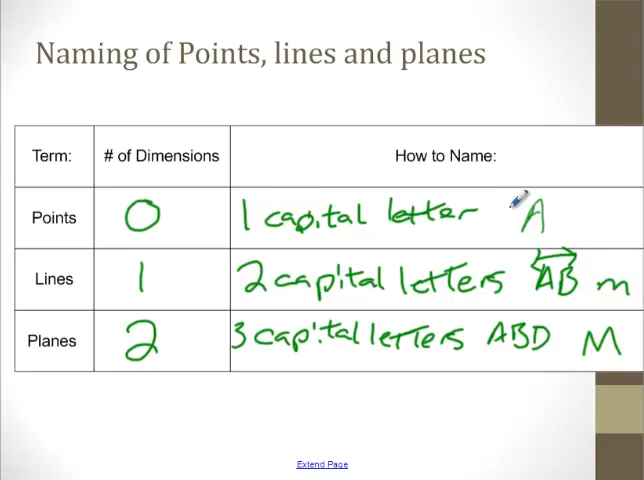 Naming of Points, lines and planes
Term: # of Dimensions How to Name:
Points 0 1 capital letter A
Lines 1 2 capital letters AB m
Planes 2 3 capital letters ABD M
Extend Page